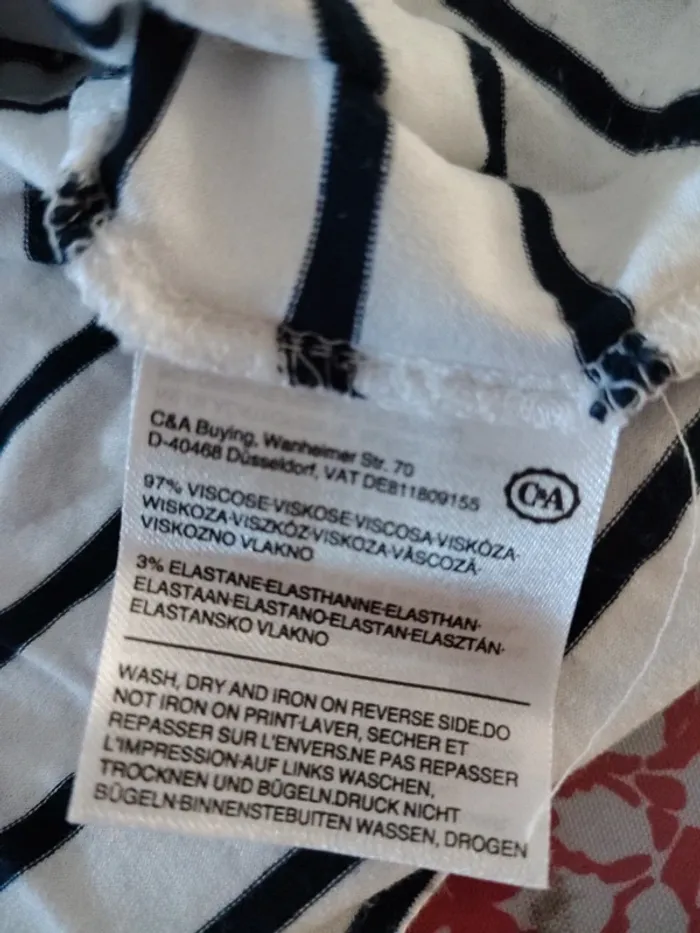 C&A Buying, Wanheimer Str. 70
D-40468 Düsseldorf, VAT DE811809155
C&A
97% VISCOSE·VISKOSE·VISCOSA·VISKÓZA·
WISKOZA·VISZKÓZ·VISKOZA·VÂSCOZĂ·
VISKOZNO VLAKNO
3% ELASTANE·ELASTHANNE·ELASTHAN·
ELASTAAN·ELASTANO·ELASTAN·ELASZTÁN·
ELASTANSKO VLAKNO
WASH, DRY AND IRON ON REVERSE SIDE.DO
NOT IRON ON PRINT·LAVER, SECHER ET
REPASSER SUR L'ENVERS.NE PAS REPASSER
L'IMPRESSION·AUF LINKS WASCHEN,
TROCKNEN UND BÜGELN.DRUCK NICHT
BÜGELN·BINNENSTEBUITEN WASSEN, DROGEN